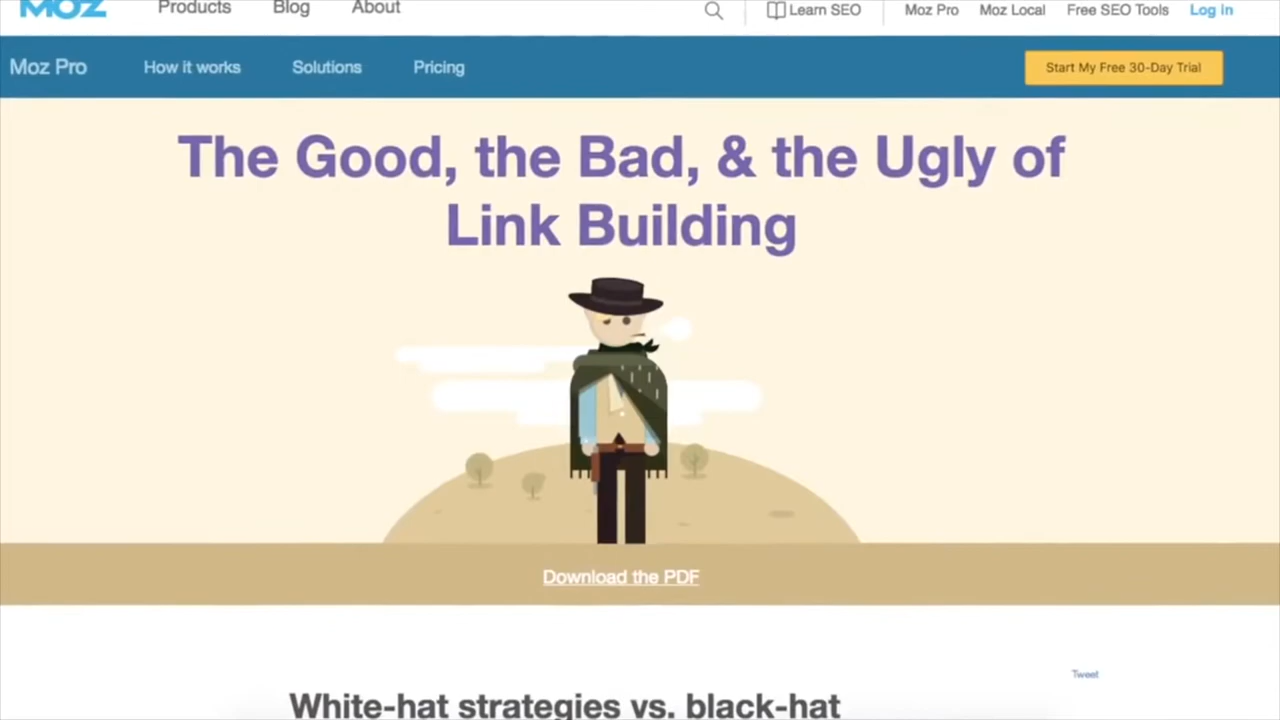 MOZ Products Blog About Learn SEO Moz Pro Moz Local Free SEO Tools Log in
Moz Pro How it works Solutions Pricing Start My Free 30-Day Trial
The Good, the Bad, & the Ugly of
Link Building
Download the PDF
Tweet
White-hat strategies vs. black-hat